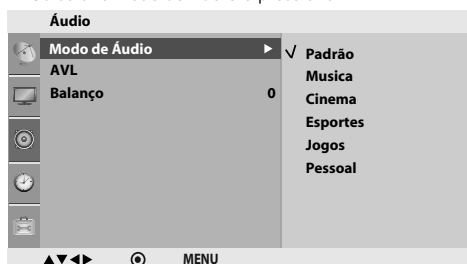 Áudio
Modo de Áudio
AVL
Balanço 0
√ Padrão
Musica
Cinema
Esportes
Jogos
Pessoal
MENU